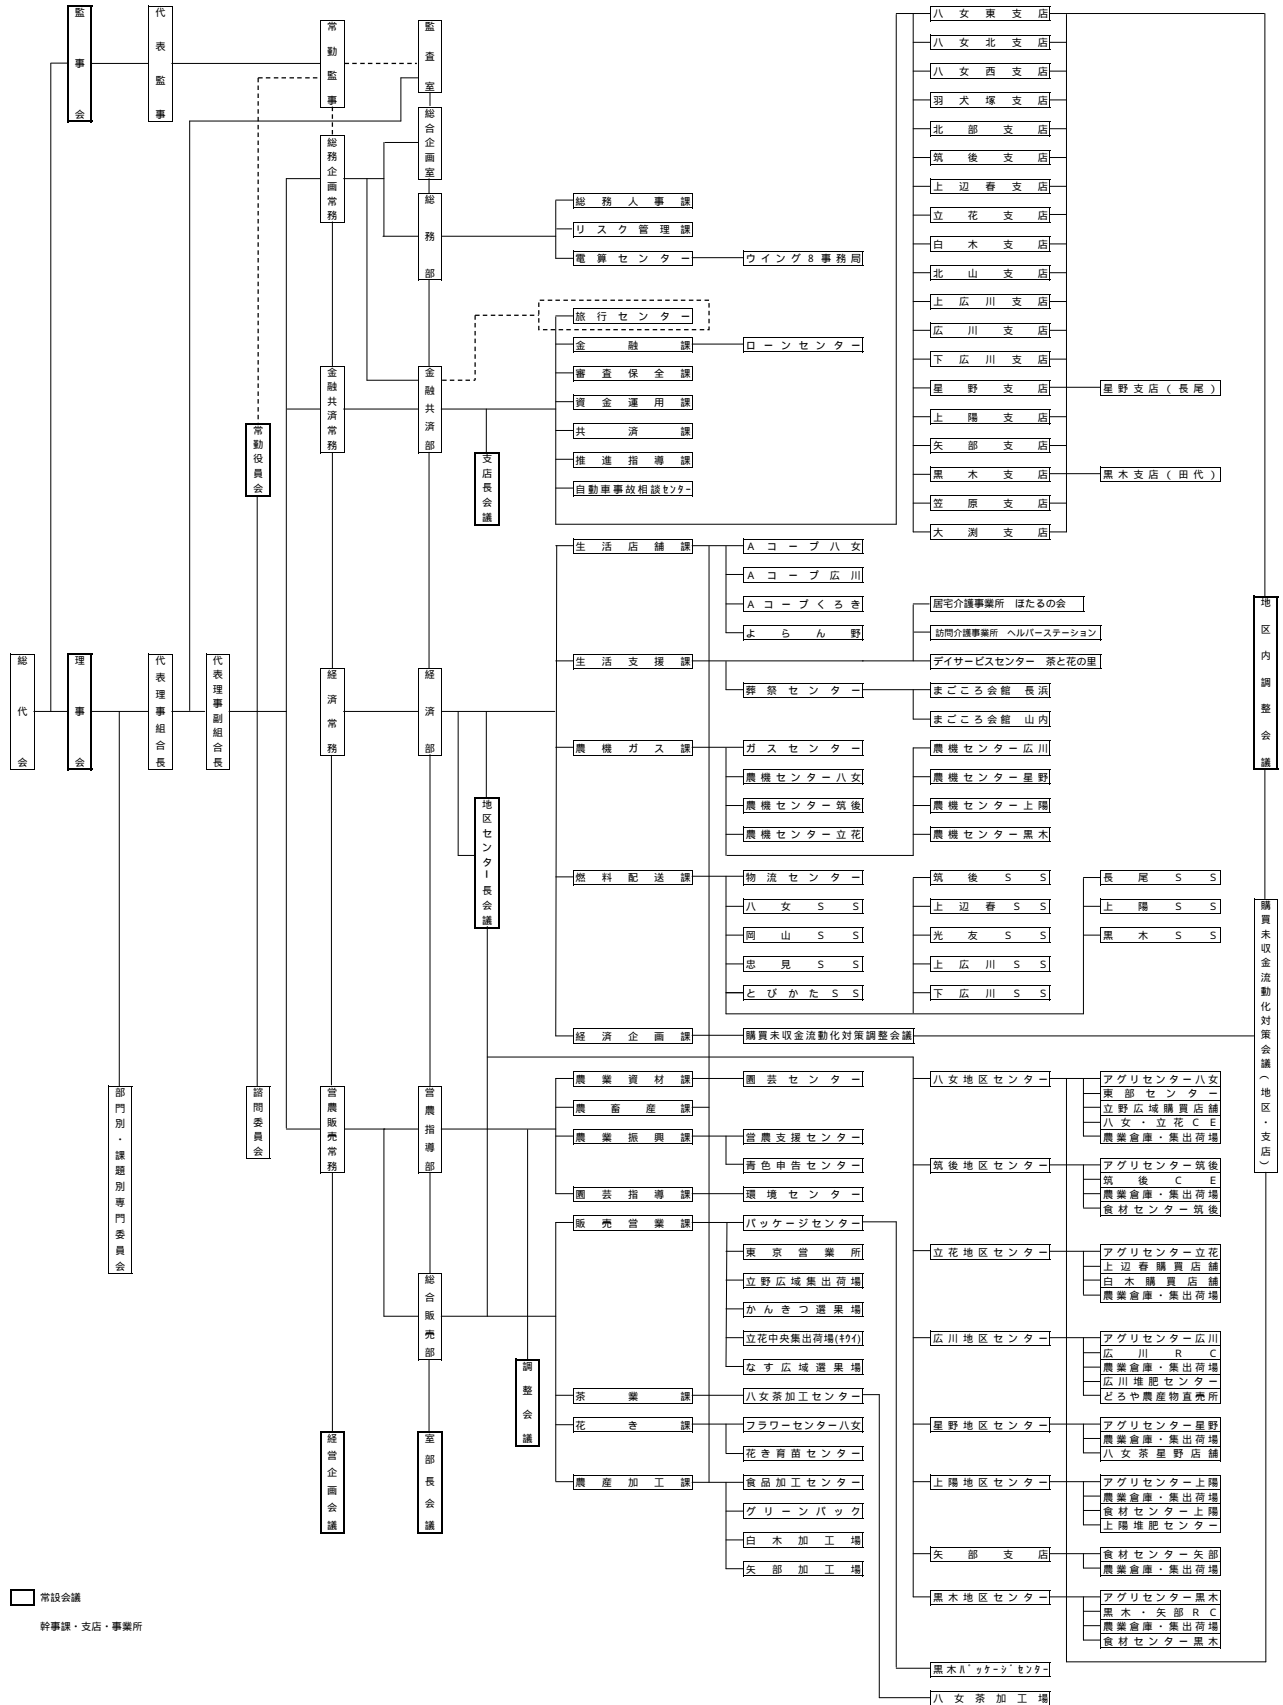 監事会
代表監事
常勤監事
監査室
総合企画室
総務企画常務
総務部
総務人事課
リスク管理課
電算センター
ウイング8事務局
旅行センター
金融課
ローンセンター
審査保全課
資金運用課
共済課
推進指導課
自動車事故相談センター
金融共済常務
金融共済部
常勤役員会
支店長会議
八女東支店
八女北支店
八女西支店
羽犬塚支店
北部支店
筑後支店
上辺春支店
立花支店
白木支店
北山支店
上広川支店
広川支店
下広川支店
星野支店
星野支店(長尾)
上陽支店
矢部支店
黒木支店
黒木支店(田代)
笠原支店
大渕支店
総代会
理事会
代表理事組合長
代表理事副組合長
経済常務
経済部
地区センター長会議
生活店舗課
Aコープ八女
Aコープ広川
Aコープくろき
よらん野
生活支援課
居宅介護事業所 ほたるの会
訪問介護事業所 ヘルパーステーション
デイサービスセンター 茶と花の里
葬祭センター
まごころ会館 長浜
まごころ会館 山内
農機ガス課
ガスセンター
農機センター八女
農機センター筑後
農機センター立花
農機センター広川
農機センター星野
農機センター上陽
農機センター黒木
燃料配送課
物流センター
八女SS
岡山SS
忠見SS
とびかたSS
筑後SS
上辺春SS
光友SS
上広川SS
下広川SS
長尾SS
上陽SS
黒木SS
経済企画課
購買未収金流動化対策調整会議
地区内調整会議
購買未収金流動化対策会議(地区・支店)
部門別・課題別専門委員会
諮問委員会
営農販売常務
営農指導部
農業資材課
園芸センター
農畜産課
農業振興課
営農支援センター
青色申告センター
園芸指導課
環境センター
総合販売部
販売営業課
パッケージセンター
東京営業所
立野広域集出荷場
かんきつ選果場
立花中央集出荷場(キウイ)
なす広域選果場
調整会議
茶業課
八女茶加工センター
花き課
フラワーセンター八女
花き育苗センター
農産加工課
食品加工センター
グリーンパック
白木加工場
矢部加工場
経営企画会議
室部長会議
八女地区センター
アグリセンター八女
東部センター
立野広域購買店舗
八女・立花CE
農業倉庫・集出荷場
筑後地区センター
アグリセンター筑後
筑後CE
農業倉庫・集出荷場
食材センター筑後
立花地区センター
アグリセンター立花
上辺春購買店舗
白木購買店舗
農業倉庫・集出荷場
広川地区センター
アグリセンター広川
広川RC
農業倉庫・集出荷場
広川堆肥センター
どろや農産物直売所
星野地区センター
アグリセンター星野
農業倉庫・集出荷場
八女茶星野店舗
上陽地区センター
アグリセンター上陽
農業倉庫・集出荷場
食材センター上陽
上陽堆肥センター
矢部支店
食材センター矢部
農業倉庫・集出荷場
黒木地区センター
アグリセンター黒木
黒木・矢部RC
農業倉庫・集出荷場
食材センター黒木
黒木パッケージセンター
八女茶加工場
常設会議
幹事課・支店・事業所